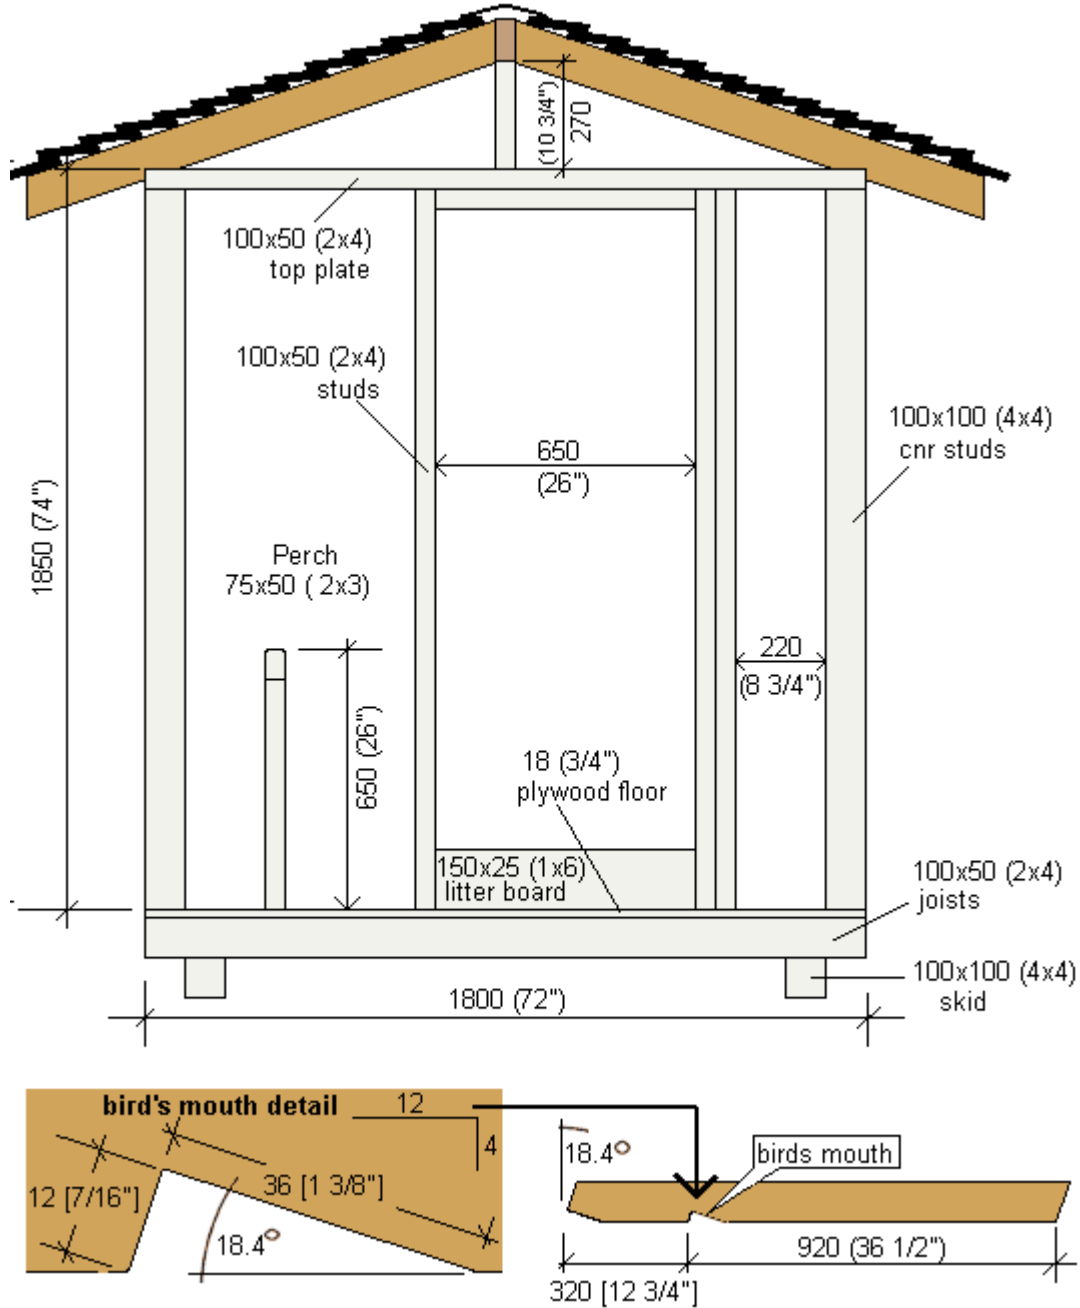 (10 3/4")
270
100x50 (2x4)
top plate
100x50 (2x4)
studs
100x100 (4x4)
cnr studs
650
(26")
1850 (74")
Perch
75x50 ( 2x3)
220
(8 3/4")
650 (26")
18 (3/4")
plywood floor
150x25 (1x6)
litter board
100x50 (2x4)
joists
100x100 (4x4)
skid
1800 (72")
bird's mouth detail
12
4
12 [7/16"]
36 [1 3/8"]
18.4°
18.4°
birds mouth
920 (36 1/2")
320 [12 3/4"]